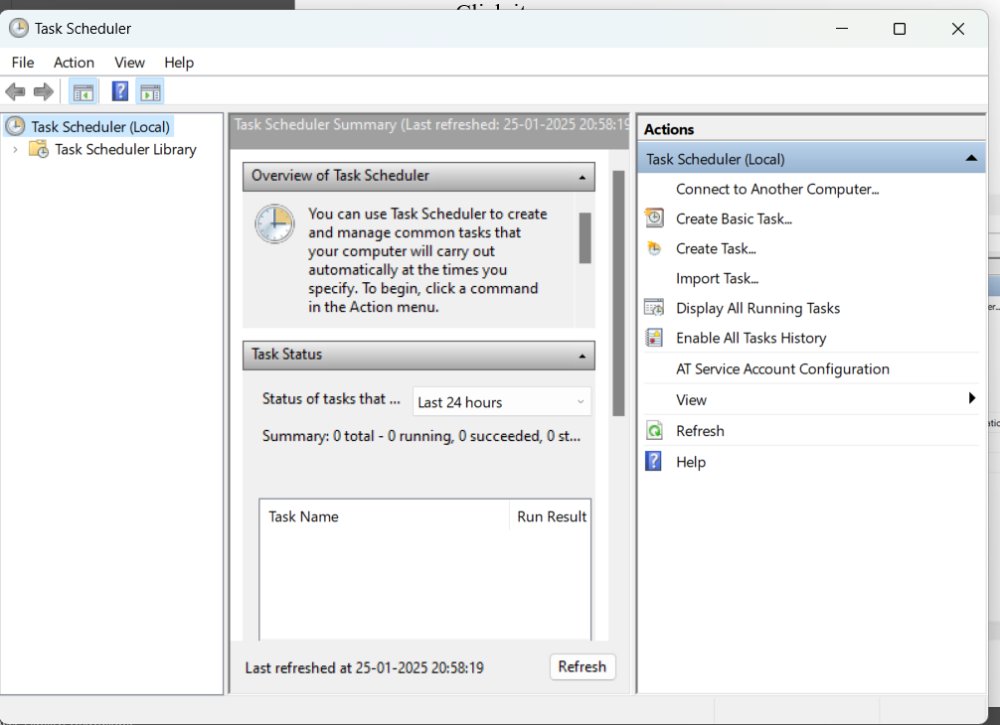 Task Scheduler
File Action View Help
Task Scheduler (Local)
Task Scheduler Library
Task Scheduler Summary (Last refreshed: 25-01-2025 20:58:19
Overview of Task Scheduler
You can use Task Scheduler to create
and manage common tasks that
your computer will carry out
automatically at the times you
specify. To begin, click a command
in the Action menu.
Task Status
Status of tasks that ... Last 24 hours
Summary: 0 total - 0 running, 0 succeeded, 0 st...
Task Name Run Result
Last refreshed at 25-01-2025 20:58:19 Refresh
Actions
Task Scheduler (Local)
Connect to Another Computer...
Create Basic Task...
Create Task...
Import Task...
Display All Running Tasks
Enable All Tasks History
AT Service Account Configuration
View
Refresh
Help